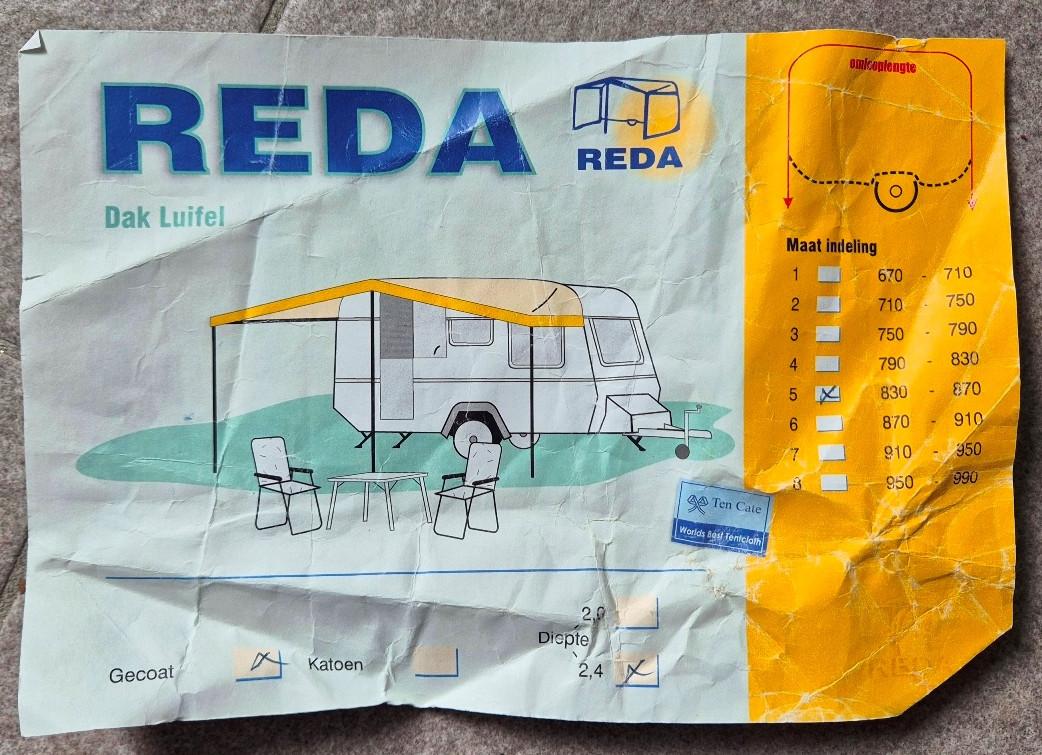 REDA
REDA
Dak Luifel
omlooplengte
Maat indeling
1 670 - 710
2 710 - 750
3 750 - 790
4 790 - 830
5 x 830 - 870
6 870 - 910
7 910 - 950
8 950 - 990
Ten Cate
Worlds Best Tentcloth
2,0
Diepte
2,4 x
Gecoat x Katoen